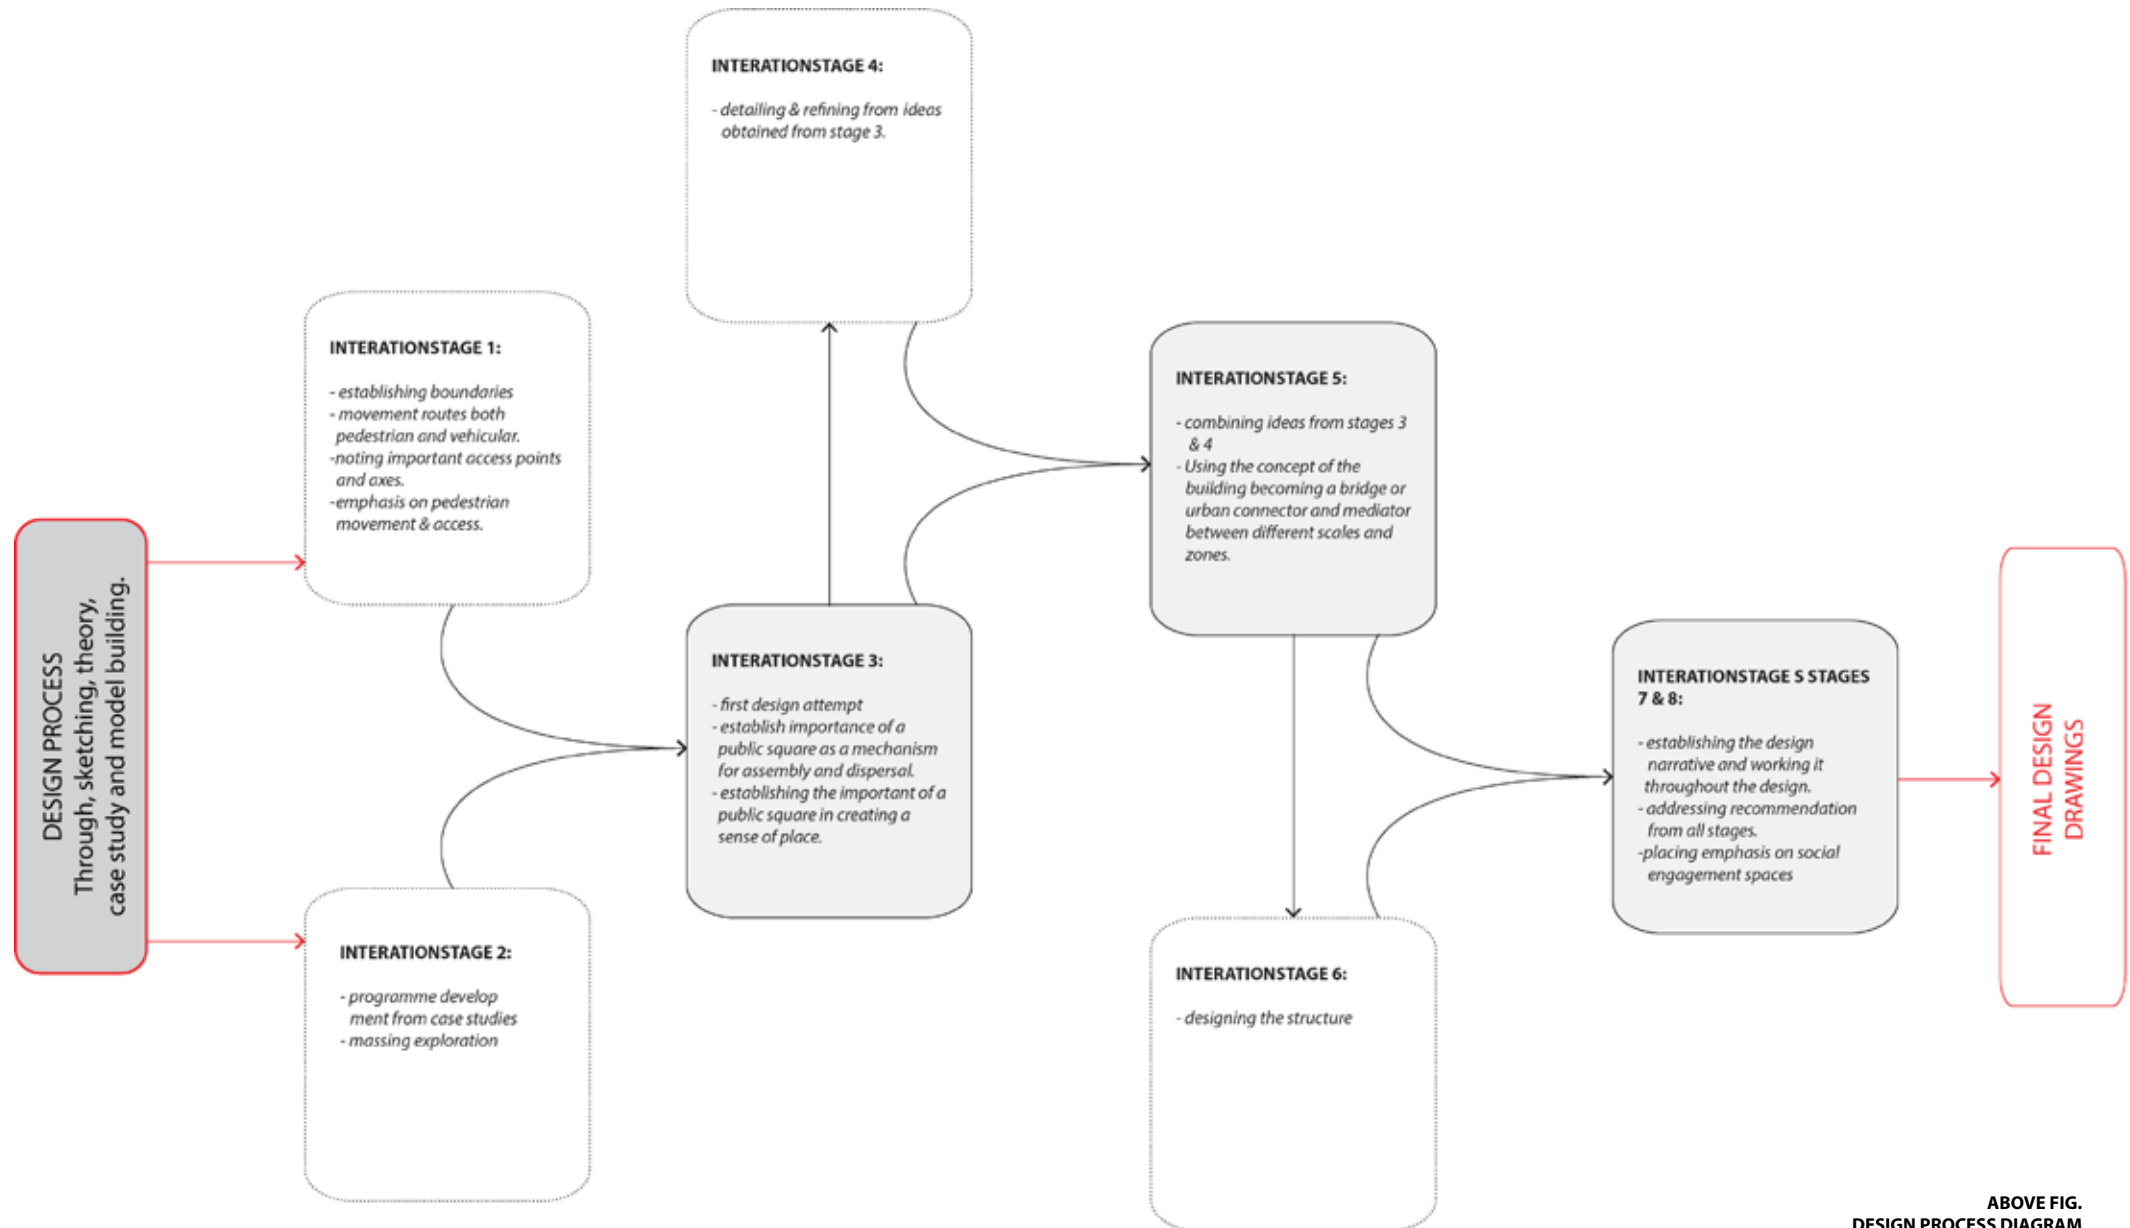 DESIGN PROCESS
Through, sketching, theory,
case study and model building.
INTERATIONSTAGE 1:
- establishing boundaries
- movement routes both
pedestrian and vehicular.
-noting important access points
and axes.
-emphasis on pedestrian
movement & access.
INTERATIONSTAGE 2:
- programme develop
ment from case studies
- massing exploration
INTERATIONSTAGE 3:
- first design attempt
- establish importance of a
public square as a mechanism
for assembly and dispersal.
- establishing the important of a
public square in creating a
sense of place.
INTERATIONSTAGE 4:
- detailing & refining from ideas
obtained from stage 3.
INTERATIONSTAGE 5:
- combining ideas from stages 3
& 4
- Using the concept of the
building becoming a bridge or
urban connector and mediator
between different scales and
zones.
INTERATIONSTAGE 6:
- designing the structure
INTERATIONSTAGE S STAGES
7 & 8:
- establishing the design
narrative and working it
throughout the design.
- addressing recommendation
from all stages.
-placing emphasis on social
engagement spaces
FINAL DESIGN
DRAWINGS
ABOVE FIG.
DESIGN PROCESS DIAGRAM